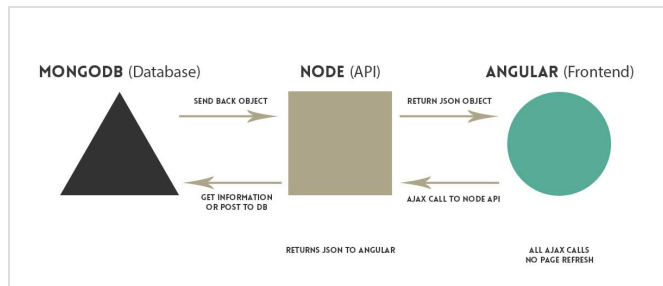 MONGODB (Database)
NODE (API)
ANGULAR (Frontend)
SEND BACK OBJECT
RETURN JSON OBJECT
GET INFORMATION
OR POST TO DB
AJAX CALL TO NODE API
RETURNS JSON TO ANGULAR
ALL AJAX CALLS
NO PAGE REFRESH